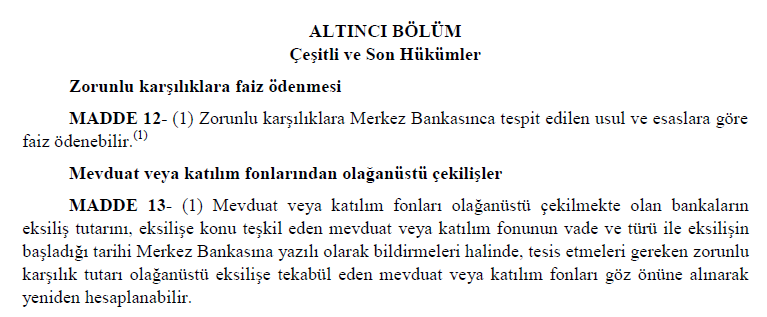 ALTINCI BÖLÜM
Çeşitli ve Son Hükümler
Zorunlu karşılıklara faiz ödenmesi
MADDE 12- (1) Zorunlu karşılıklara Merkez Bankasınca tespit edilen usul ve esaslara göre
faiz ödenebilir.(1)
Mevduat veya katılım fonlarından olağanüstü çekilişler
MADDE 13- (1) Mevduat veya katılım fonları olağanüstü çekilmekte olan bankaların
eksiliş tutarını, eksilişe konu teşkil eden mevduat veya katılım fonunun vade ve türü ile eksilişin
başladığı tarihi Merkez Bankasına yazılı olarak bildirmeleri halinde, tesis etmeleri gereken zorunlu
karşılık tutarı olağanüstü eksilişe tekabül eden mevduat veya katılım fonları göz önüne alınarak
yeniden hesaplanabilir.